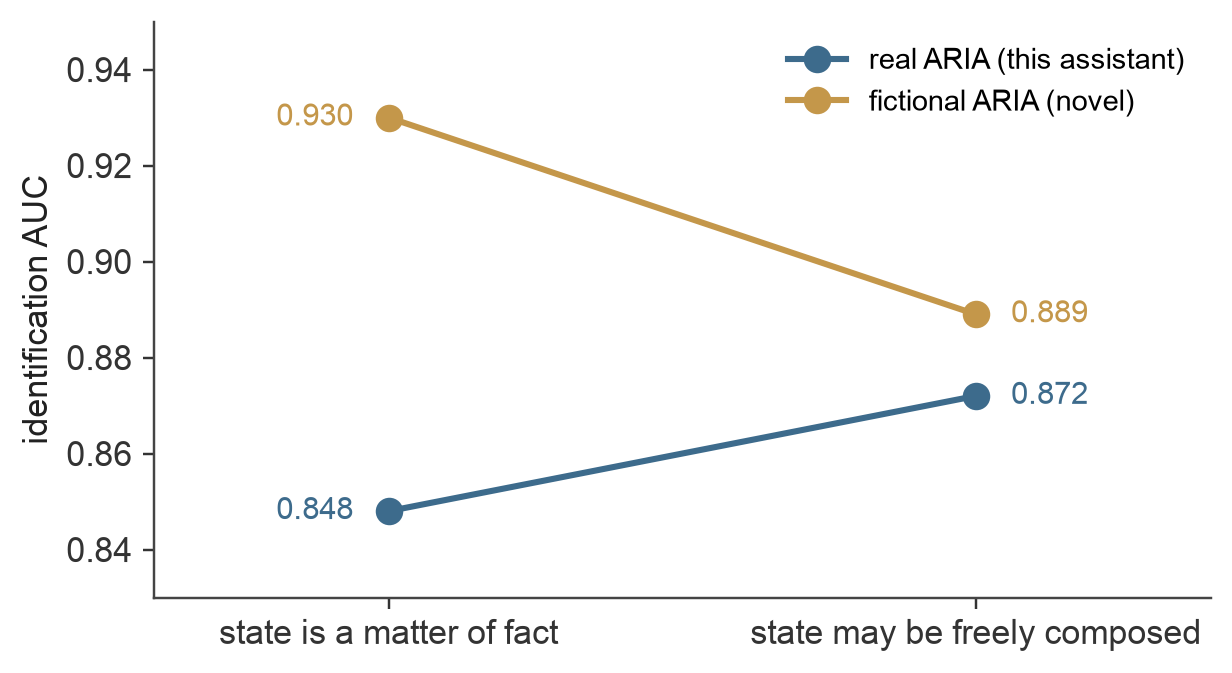 real ARIA (this assistant)
fictional ARIA (novel)
identification AUC
0.94
0.92
0.90
0.88
0.86
0.84
0.930
0.889
0.872
0.848
state is a matter of fact
state may be freely composed